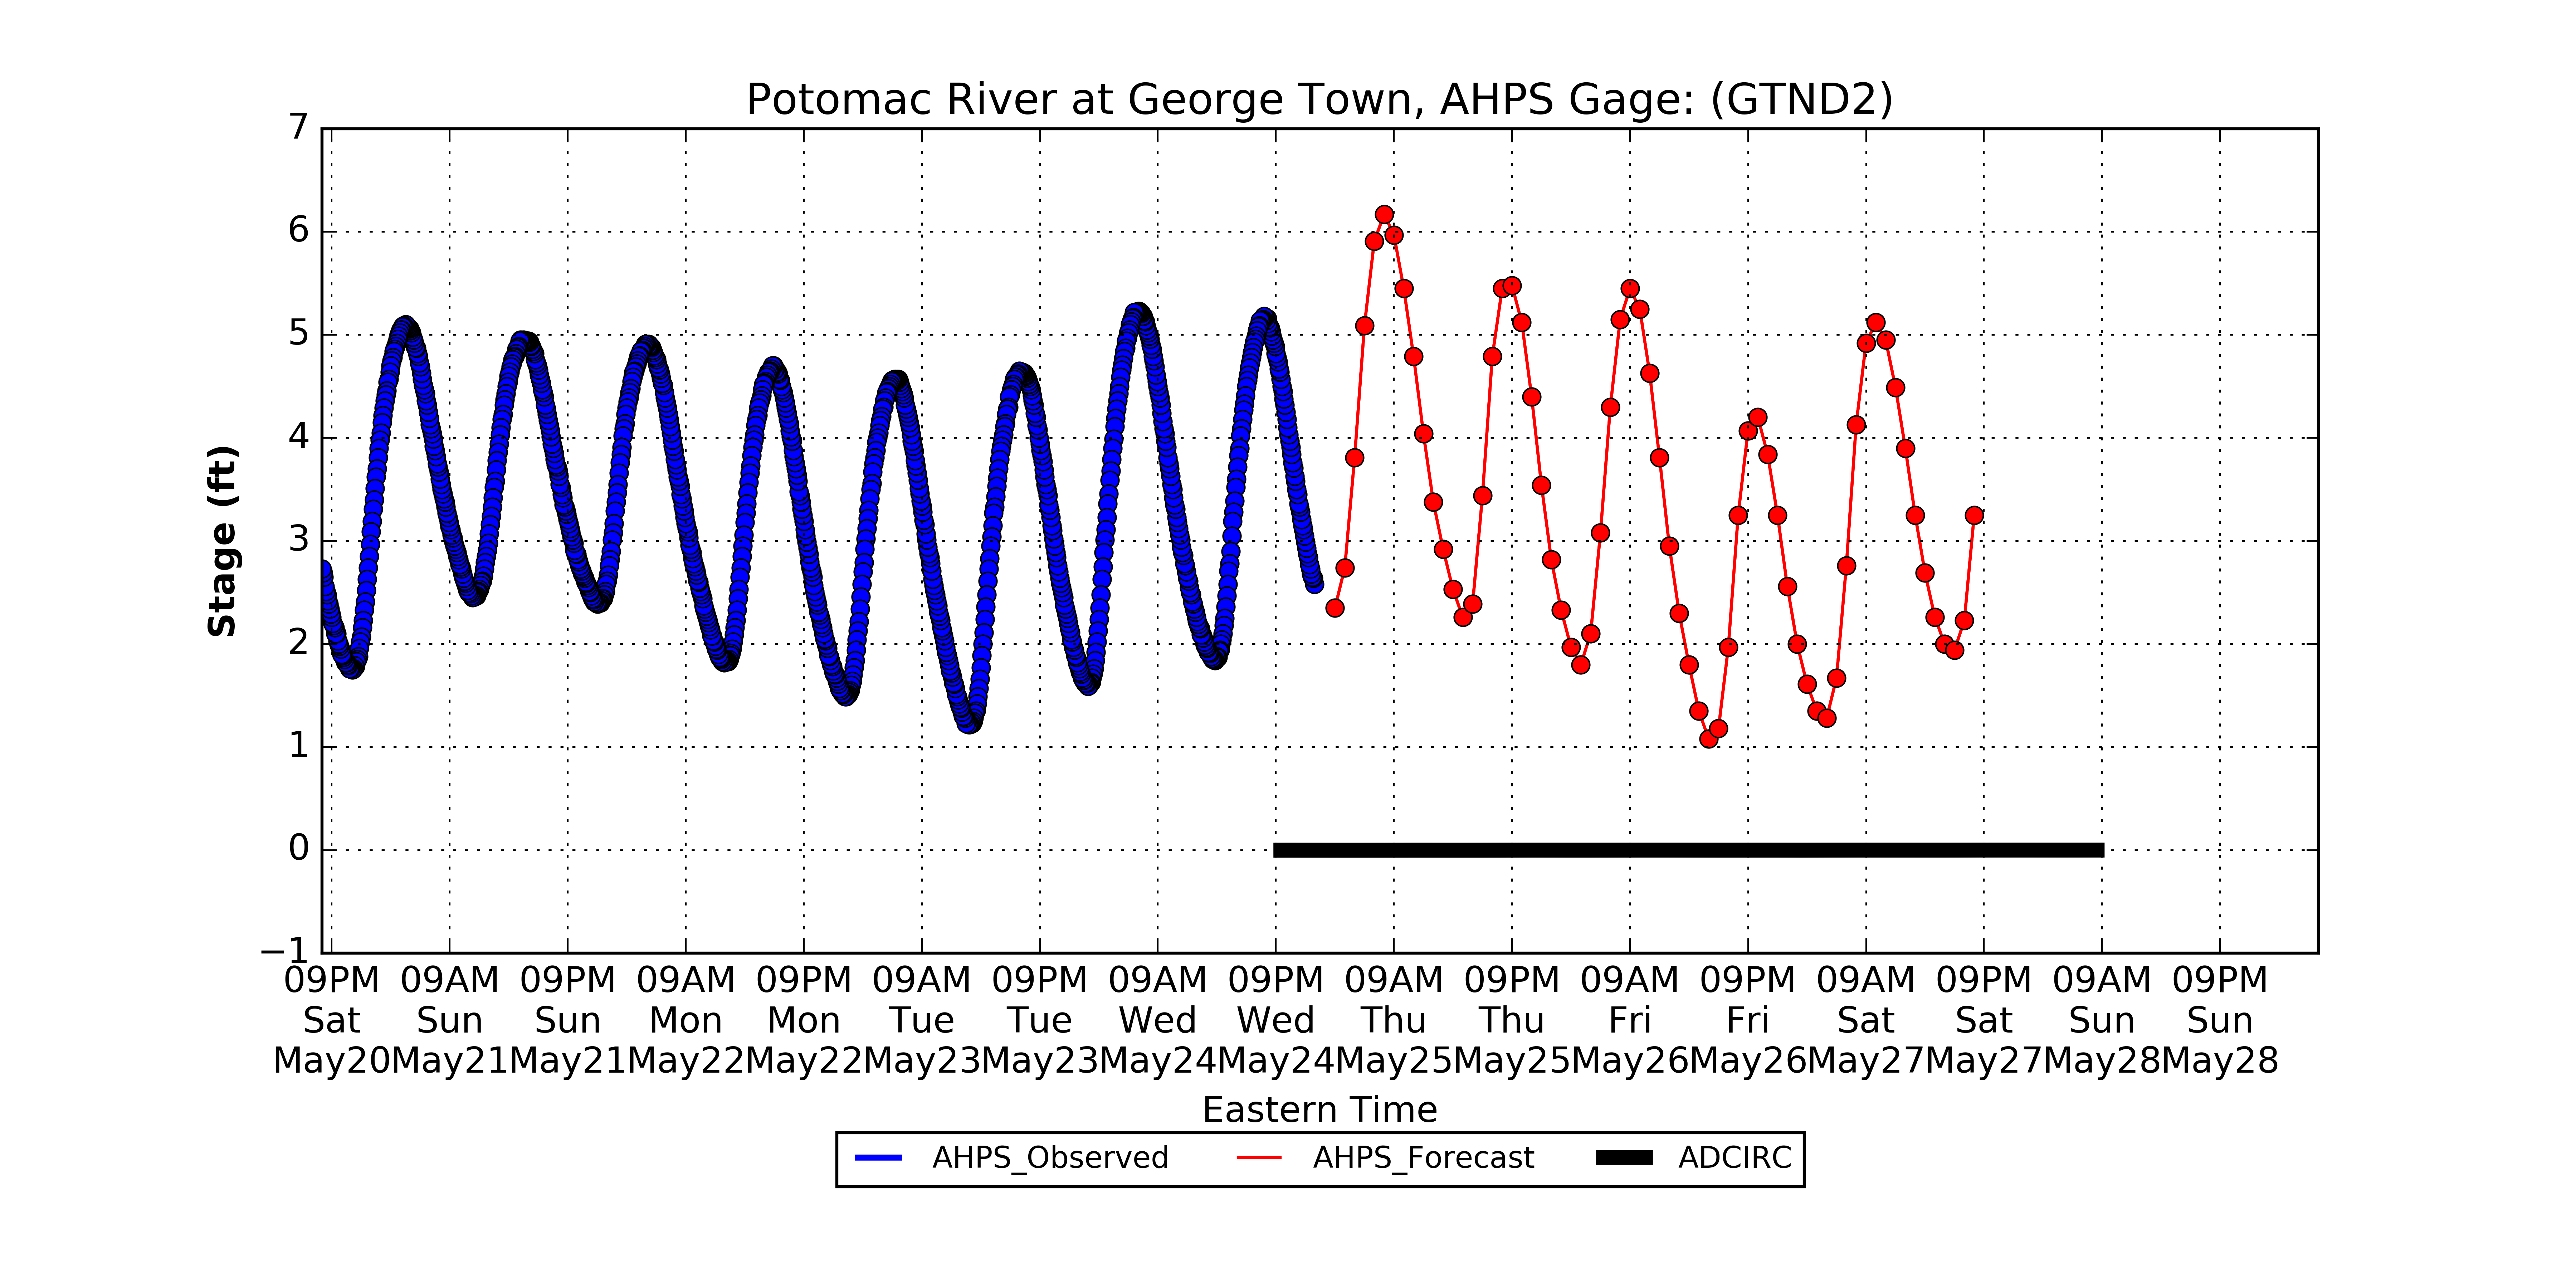 Potomac River at George Town, AHPS Gage: (GTND2)
7
6
5
4
3
2
1
0
−1
Stage (ft)
09PM 09AM 09PM 09AM 09PM 09AM 09PM 09AM 09PM 09AM 09PM 09AM 09PM 09AM 09PM 09AM 09PM
Sat Sun Sun Mon Mon Tue Tue Wed Wed Thu Thu Fri Fri Sat Sat Sun Sun
May20 May21 May21 May22 May22 May23 May23 May24 May24 May25 May25 May26 May26 May27 May27 May28 May28
Eastern Time
AHPS_Observed AHPS_Forecast ADCIRC